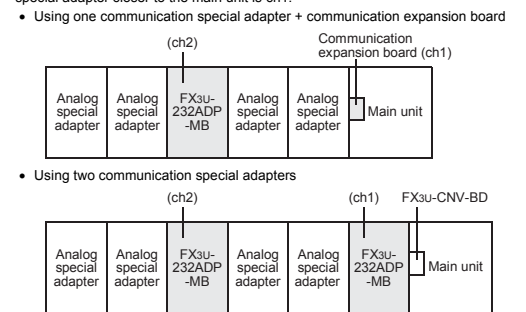 special adapter closer to the main unit is ch1.
• Using one communication special adapter + communication expansion board
(ch2)
Communication
expansion board (ch1)
Analog
special
adapter
Analog
special
adapter
FX3U-
232ADP
-MB
Analog
special
adapter
Analog
special
adapter
Main unit
• Using two communication special adapters
(ch2)
(ch1)
FX3U-CNV-BD
Analog
special
adapter
Analog
special
adapter
FX3U-
232ADP
-MB
Analog
special
adapter
Analog
special
adapter
FX3U-
232ADP
-MB
Main unit